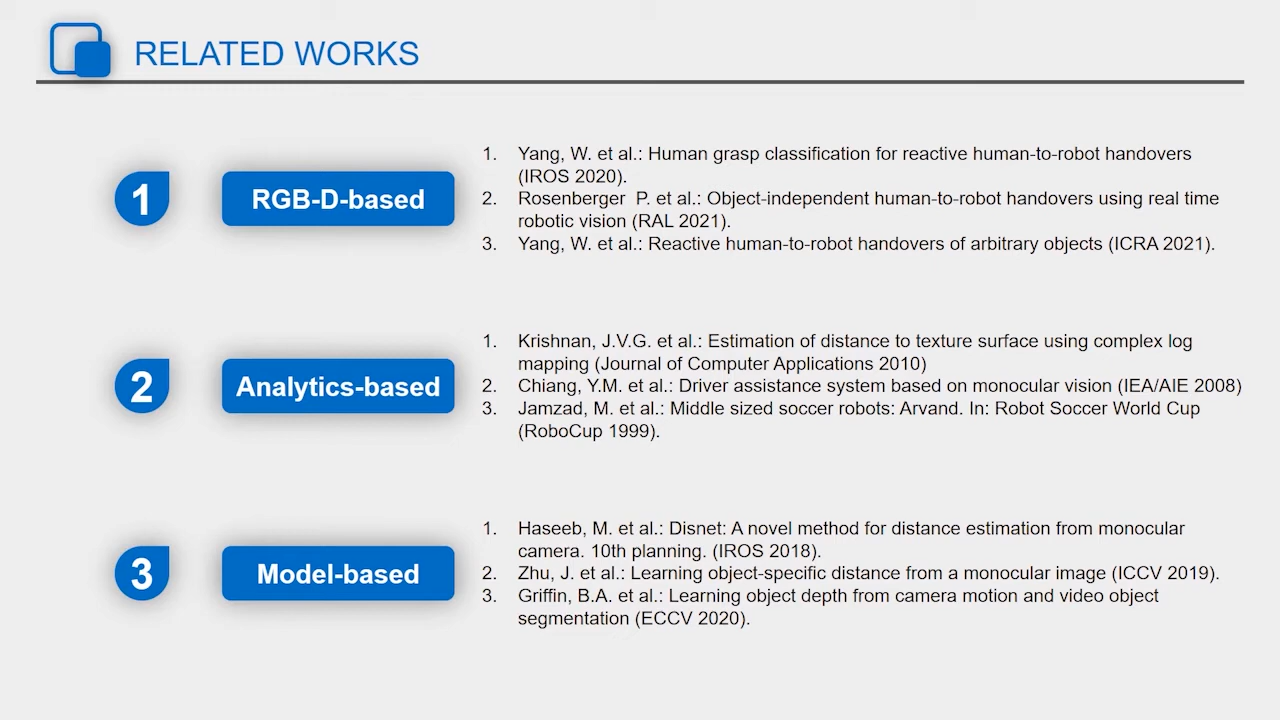 RELATED WORKS
1
RGB-D-based
1. Yang, W. et al.: Human grasp classification for reactive human-to-robot handovers
(IROS 2020).
2. Rosenberger P. et al.: Object-independent human-to-robot handovers using real time
robotic vision (RAL 2021).
3. Yang, W. et al.: Reactive human-to-robot handovers of arbitrary objects (ICRA 2021).
2
Analytics-based
1. Krishnan, J.V.G. et al.: Estimation of distance to texture surface using complex log
mapping (Journal of Computer Applications 2010)
2. Chiang, Y.M. et al.: Driver assistance system based on monocular vision (IEA/AIE 2008)
3. Jamzad, M. et al.: Middle sized soccer robots: Arvand. In: Robot Soccer World Cup
(RoboCup 1999).
3
Model-based
1. Haseeb, M. et al.: Disnet: A novel method for distance estimation from monocular
camera. 10th planning. (IROS 2018).
2. Zhu, J. et al.: Learning object-specific distance from a monocular image (ICCV 2019).
3. Griffin, B.A. et al.: Learning object depth from camera motion and video object
segmentation (ECCV 2020).